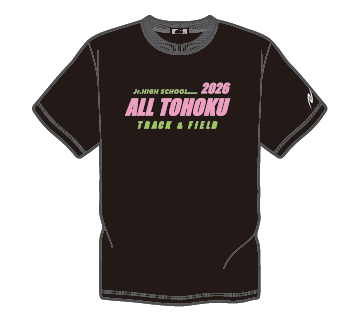 Jr.HIGH SCHOOL 2026
ALL TOHOKU
TRACK & FIELD